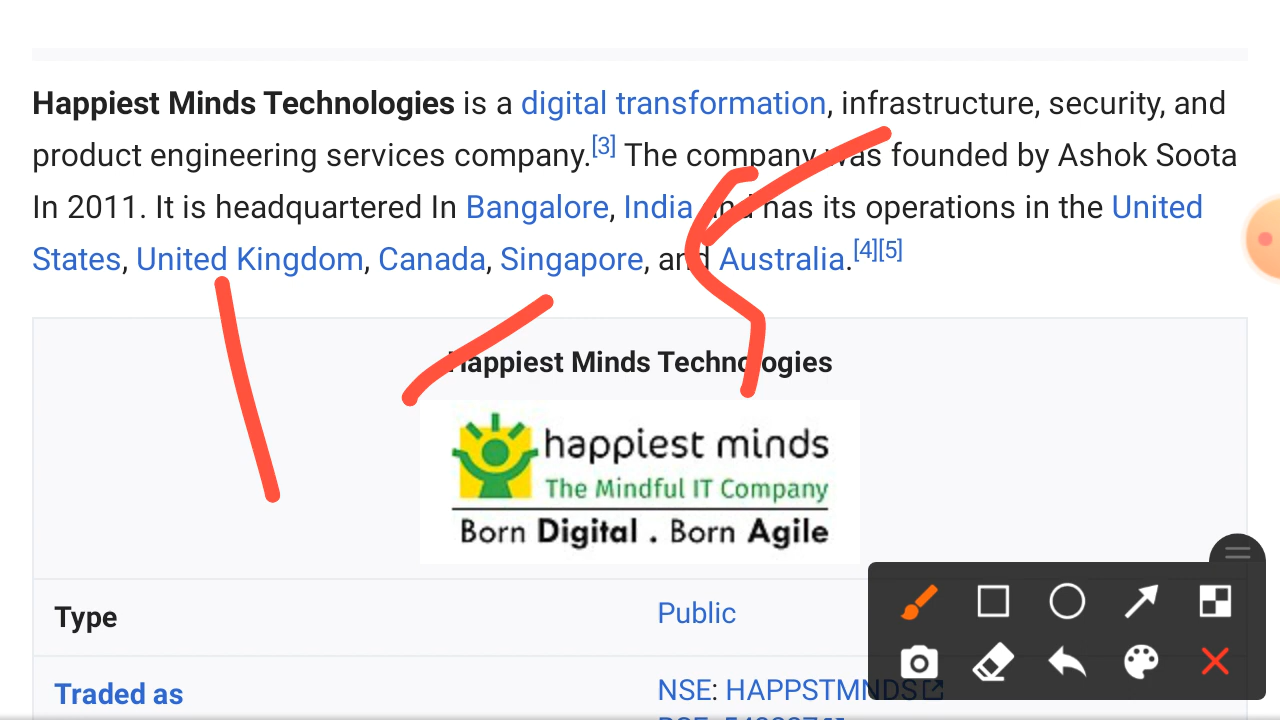 Happiest Minds Technologies is a digital transformation, infrastructure, security, and
product engineering services company.[3] The company was founded by Ashok Soota
In 2011. It is headquartered In Bangalore, India and has its operations in the United
States, United Kingdom, Canada, Singapore, and Australia.[4][5]
Happiest Minds Technologies
happiest minds
The Mindful IT Company
Born Digital . Born Agile
Type Public
Traded as NSE: HAPPSTMNDS